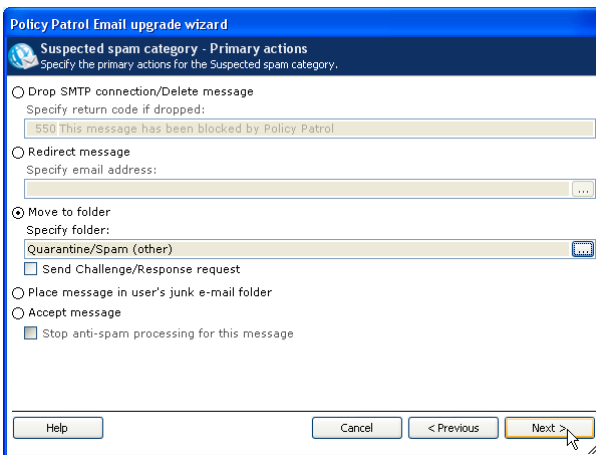 Policy Patrol Email upgrade wizard
Suspected spam category - Primary actions
Specify the primary actions for the Suspected spam category.
Drop SMTP connection/Delete message
Specify return code if dropped:
550 This message has been blocked by Policy Patrol
Redirect message
Specify email address:
...
Move to folder
Specify folder:
Quarantine/Spam (other)
...
Send Challenge/Response request
Place message in user's junk e-mail folder
Accept message
Stop anti-spam processing for this message
Help
Cancel
< Previous
Next >